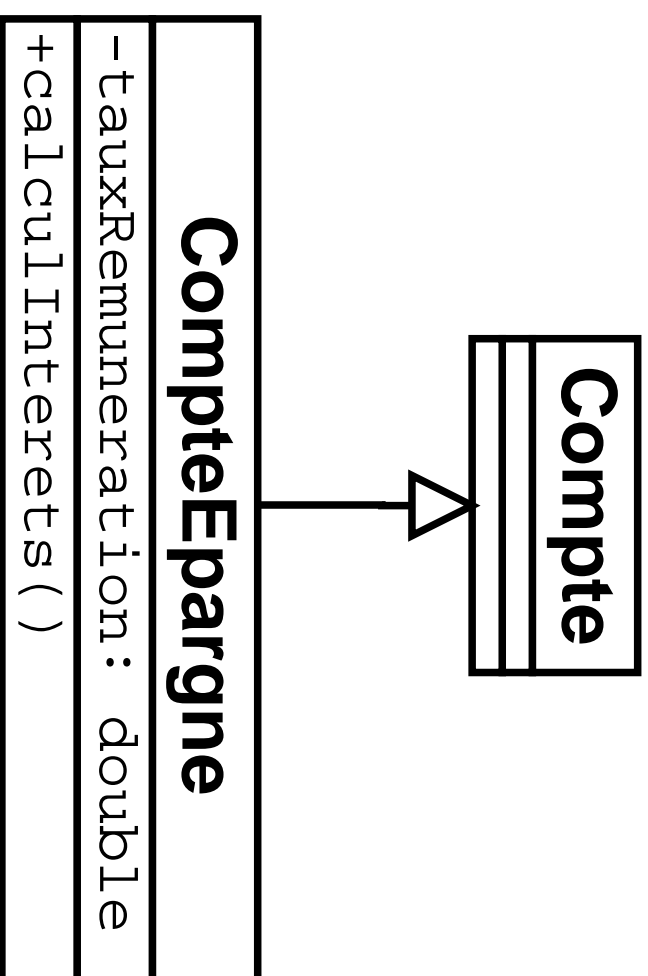 Compte
CompteEpargne
-tauxRemuneration: double
+calculInterets()